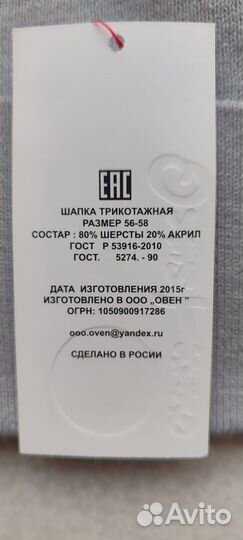 ЕАС
ШАПКА ТРИКОТАЖНАЯ
РАЗМЕР 56-58
СОСТАР : 80% ШЕРСТЫ 20% АКРИЛ
ГОСТ Р 53916-2010
ГОСТ. 5274. - 90
ДАТА ИЗГОТОВЛЕНИЯ 2015г
ИЗГОТОВЛЕНО В ООО „ОВЕН "
ОГРН: 1050900917286
ooo.oven@yandex.ru
СДЕЛАНО В РОСИИ
Avito